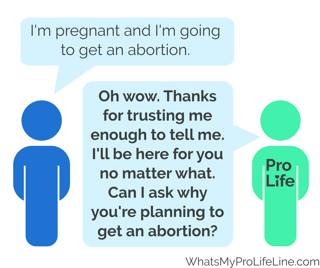 I'm pregnant and I'm going
to get an abortion.
Oh wow. Thanks
for trusting me
enough to tell me.
I'll be here for you
no matter what.
Can I ask why
you're planning to
get an abortion?
Pro
Life
WhatsMyProLifeLine.com